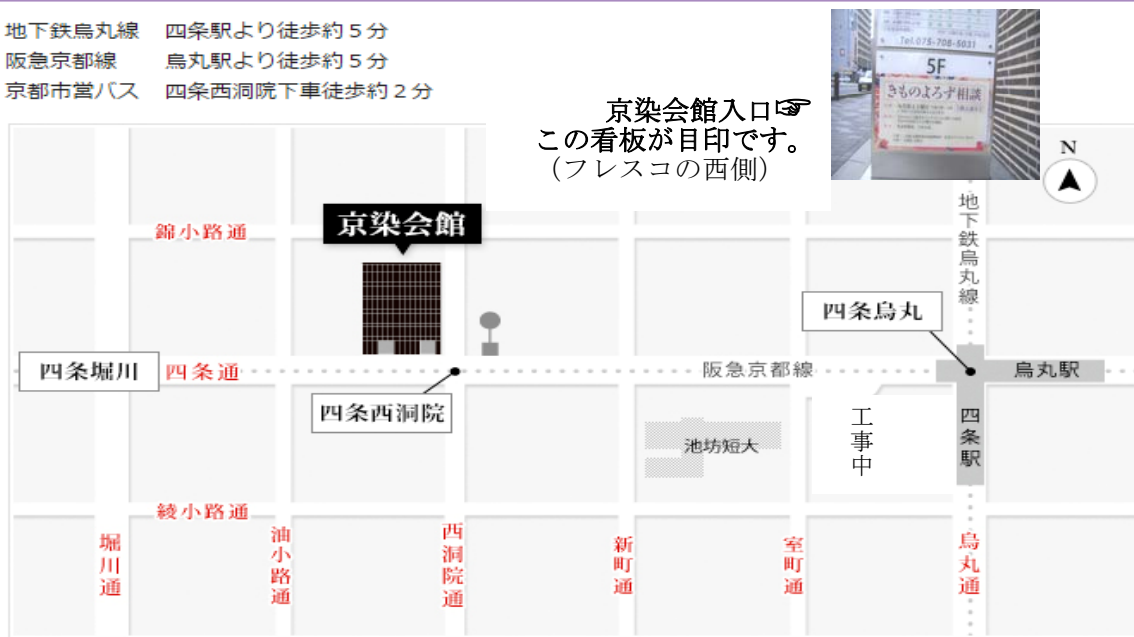 地下鉄烏丸線　四条駅より徒歩約５分
阪急京都線　烏丸駅より徒歩約５分
京都市営バス　四条西洞院下車徒歩約２分
京染会館入口☞
この看板が目印です。
（フレスコの西側）
Tel.075-708-5031
5F
きものよろず相談
N
地下鉄烏丸線
錦小路通
京染会館
四条烏丸
四条堀川
四条通
阪急京都線
烏丸駅
四条西洞院
池坊短大
工事中
四条駅
綾小路通
堀川通
油小路通
西洞院通
新町通
室町通
烏丸通